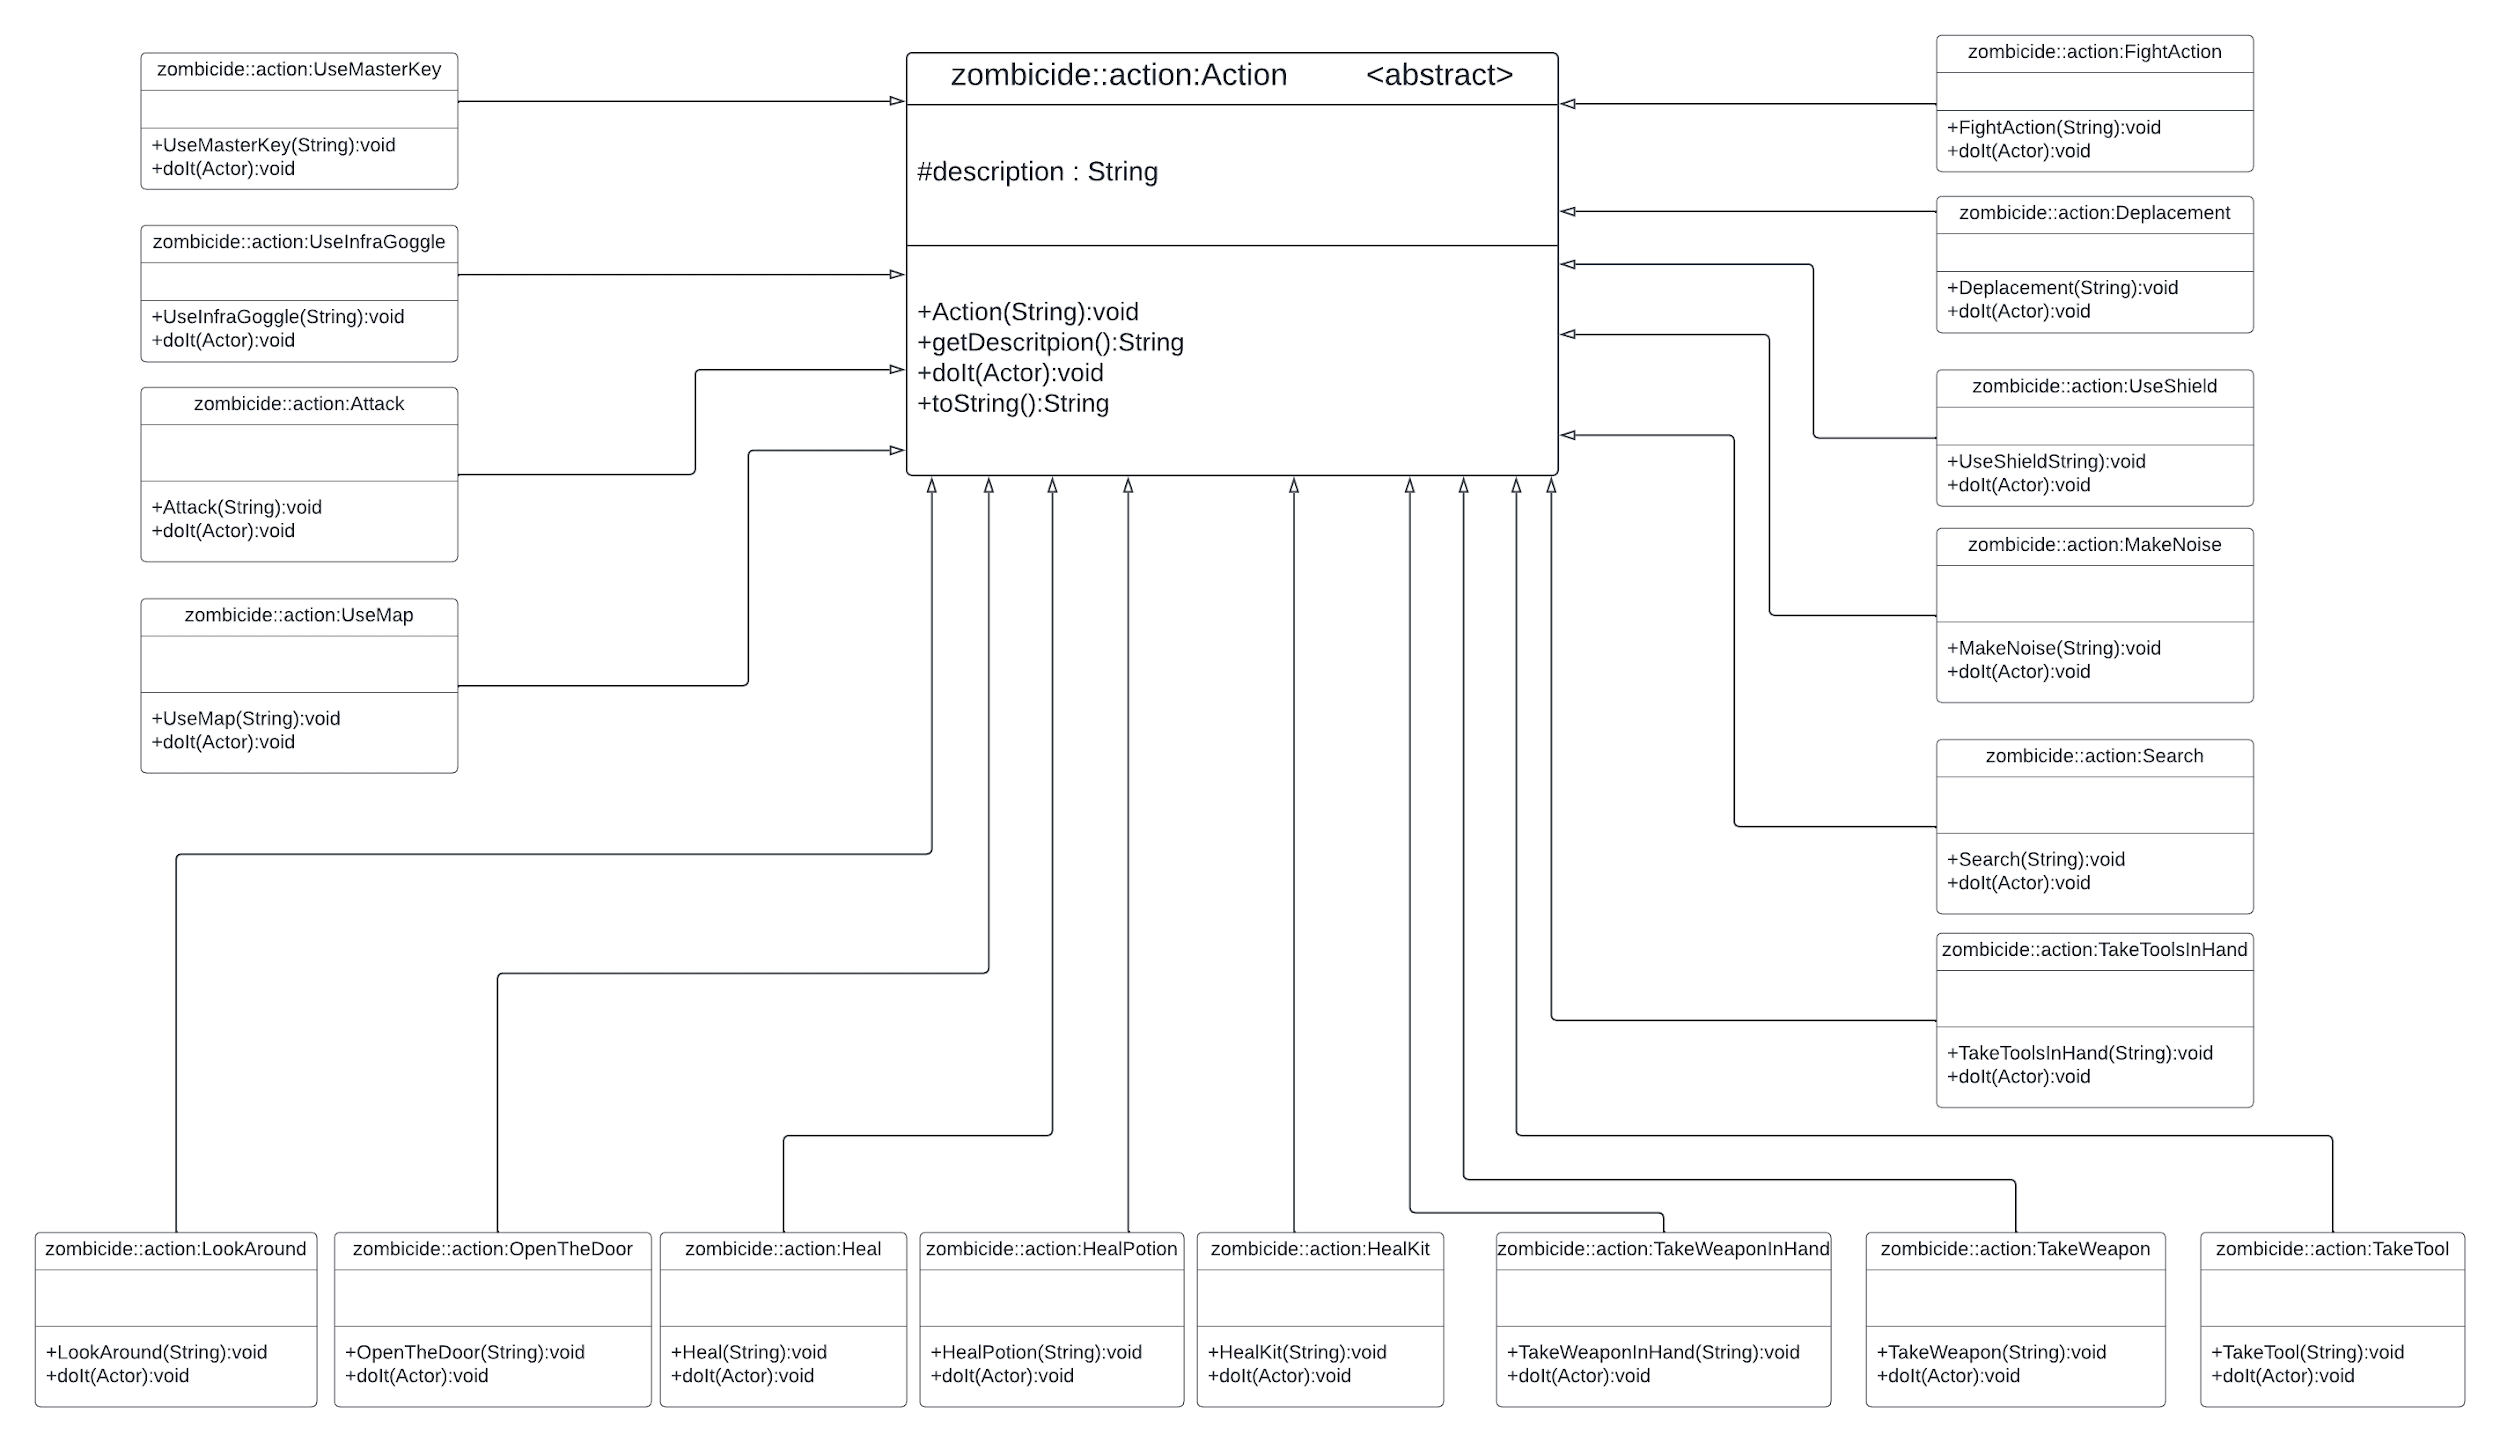 zombicide::action:UseMasterKey
+UseMasterKey(String):void
+doIt(Actor):void
zombicide::action:UseInfraGoggle
+UseInfraGoggle(String):void
+doIt(Actor):void
zombicide::action:Attack
+Attack(String):void
+doIt(Actor):void
zombicide::action:UseMap
+UseMap(String):void
+doIt(Actor):void
zombicide::action:Action <abstract>
#description : String
+Action(String):void
+getDescritpion():String
+doIt(Actor):void
+toString():String
zombicide::action:FightAction
+FightAction(String):void
+doIt(Actor):void
zombicide::action:Deplacement
+Deplacement(String):void
+doIt(Actor):void
zombicide::action:UseShield
+UseShieldString):void
+doIt(Actor):void
zombicide::action:MakeNoise
+MakeNoise(String):void
+doIt(Actor):void
zombicide::action:Search
+Search(String):void
+doIt(Actor):void
zombicide::action:TakeToolsInHand
+TakeToolsInHand(String):void
+doIt(Actor):void
zombicide::action:LookAround
+LookAround(String):void
+doIt(Actor):void
zombicide::action:OpenTheDoor
+OpenTheDoor(String):void
+doIt(Actor):void
zombicide::action:Heal
+Heal(String):void
+doIt(Actor):void
zombicide::action:HealPotion
+HealPotion(String):void
+doIt(Actor):void
zombicide::action:HealKit
+HealKit(String):void
+doIt(Actor):void
zombicide::action:TakeWeaponInHand
+TakeWeaponInHand(String):void
+doIt(Actor):void
zombicide::action:TakeWeapon
+TakeWeapon(String):void
+doIt(Actor):void
zombicide::action:TakeTool
+TakeTool(String):void
+doIt(Actor):void